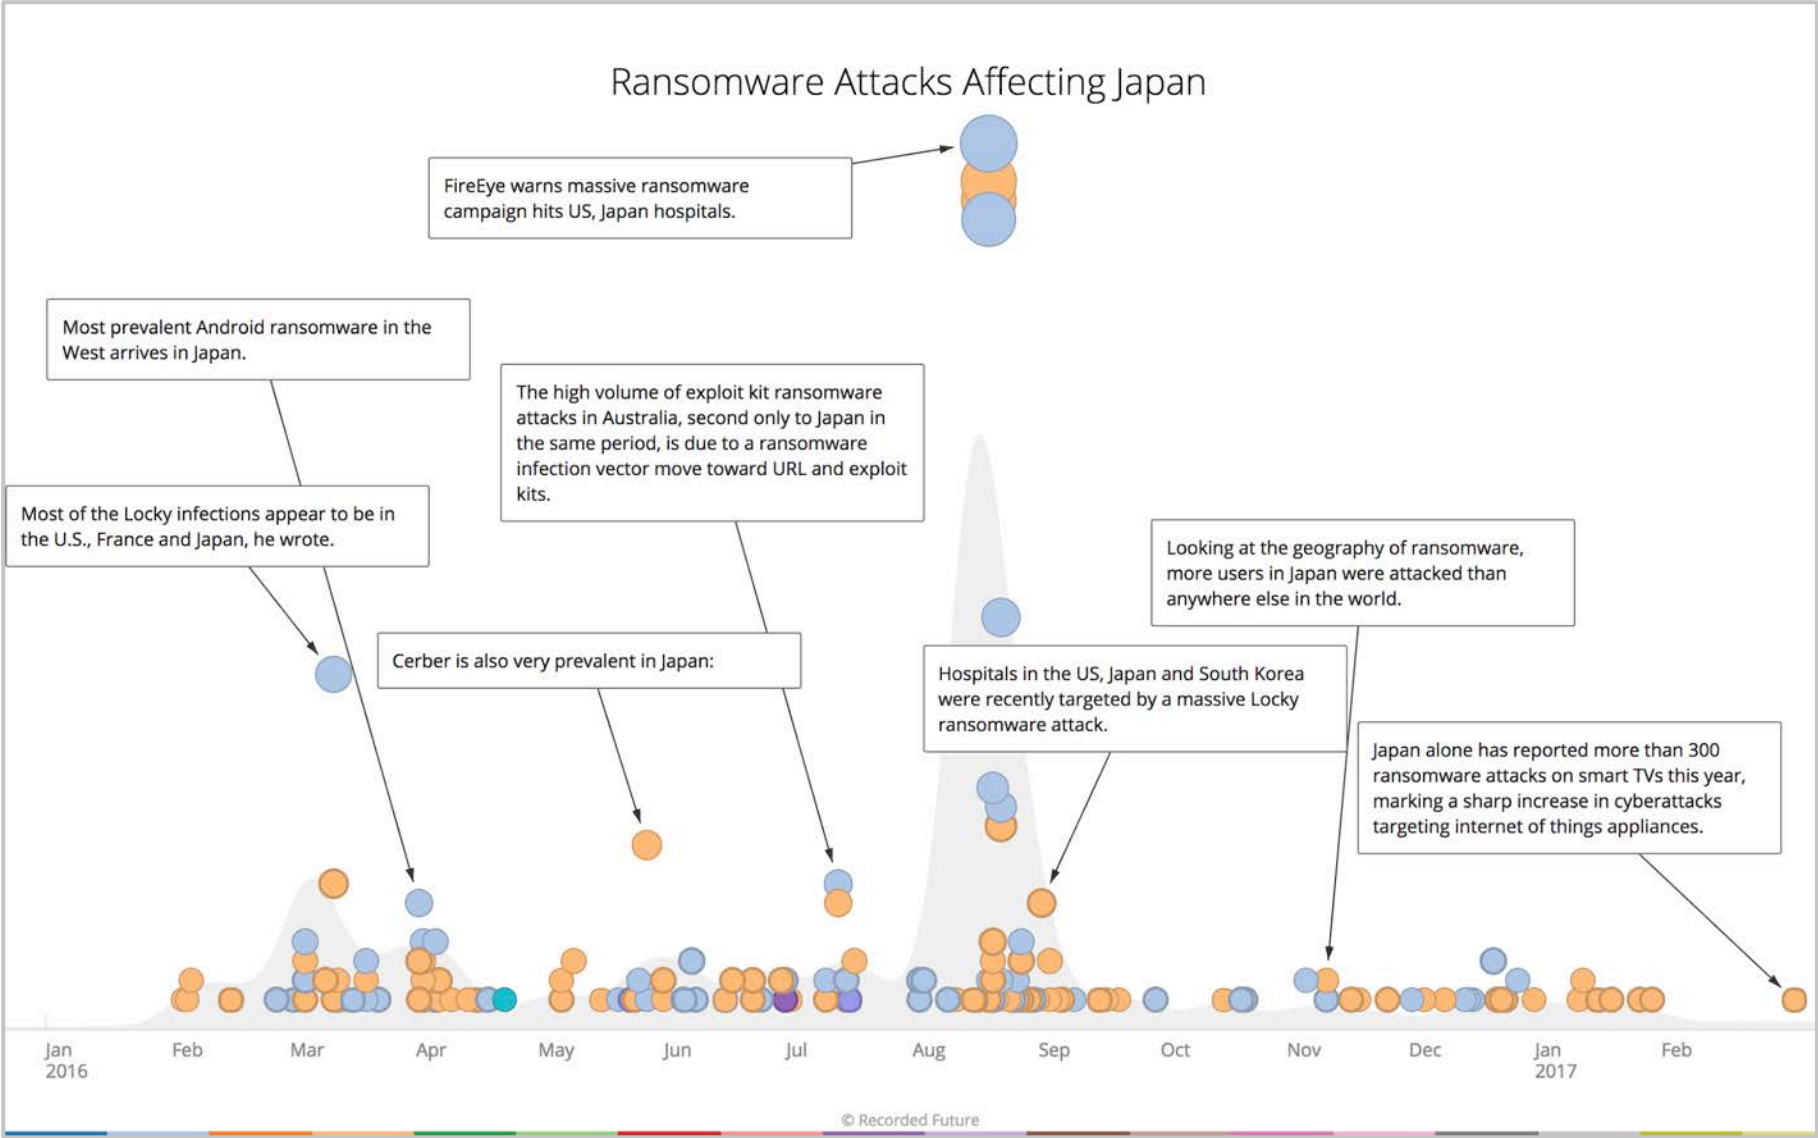 Ransomware Attacks Affecting Japan
FireEye warns massive ransomware
campaign hits US, Japan hospitals.
Most prevalent Android ransomware in the
West arrives in Japan.
The high volume of exploit kit ransomware
attacks in Australia, second only to Japan in
the same period, is due to a ransomware
infection vector move toward URL and exploit
kits.
Most of the Locky infections appear to be in
the U.S., France and Japan, he wrote.
Looking at the geography of ransomware,
more users in Japan were attacked than
anywhere else in the world.
Cerber is also very prevalent in Japan:
Hospitals in the US, Japan and South Korea
were recently targeted by a massive Locky
ransomware attack.
Japan alone has reported more than 300
ransomware attacks on smart TVs this year,
marking a sharp increase in cyberattacks
targeting internet of things appliances.
Jan Feb Mar Apr May Jun Jul Aug Sep Oct Nov Dec Jan Feb
2016 2017
© Recorded Future